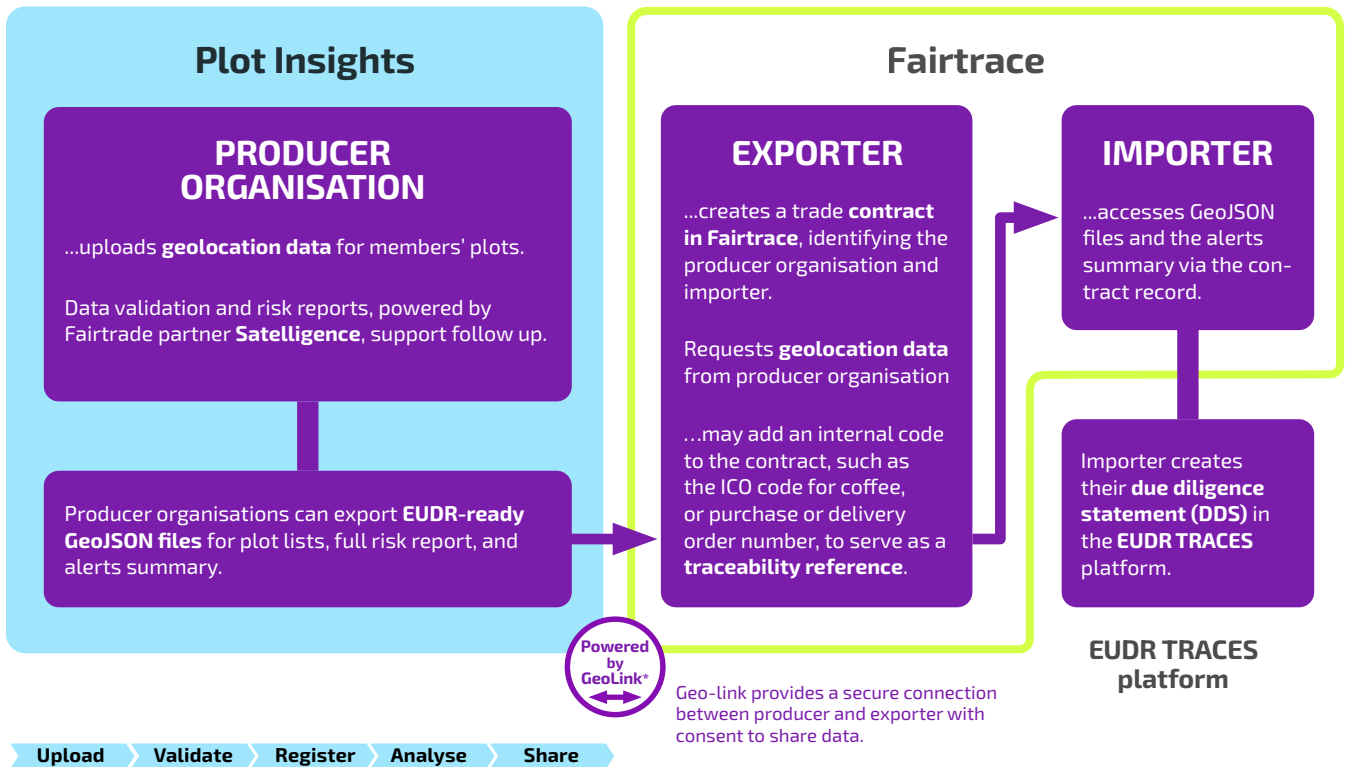 Plot Insights
PRODUCER
ORGANISATION
...uploads geolocation data for members’ plots.
Data validation and risk reports, powered by
Fairtrade partner Satelligence, support follow up.
Producer organisations can export EUDR-ready
GeoJSON files for plot lists, full risk report, and
alerts summary.
Fairtrace
EXPORTER
...creates a trade contract
in Fairtrace, identifying the
producer organisation and
importer.
Requests geolocation data
from producer organisation
…may add an internal code
to the contract, such as
the ICO code for coffee,
or purchase or delivery
order number, to serve as a
traceability reference.
IMPORTER
...accesses GeoJSON
files and the alerts
summary via the con-
tract record.
Importer creates
their due diligence
statement (DDS) in
the EUDR TRACES
platform.
EUDR TRACES
platform
Powered
by
GeoLink*
Geo-link provides a secure connection
between producer and exporter with
consent to share data.
Upload Validate Register Analyse Share